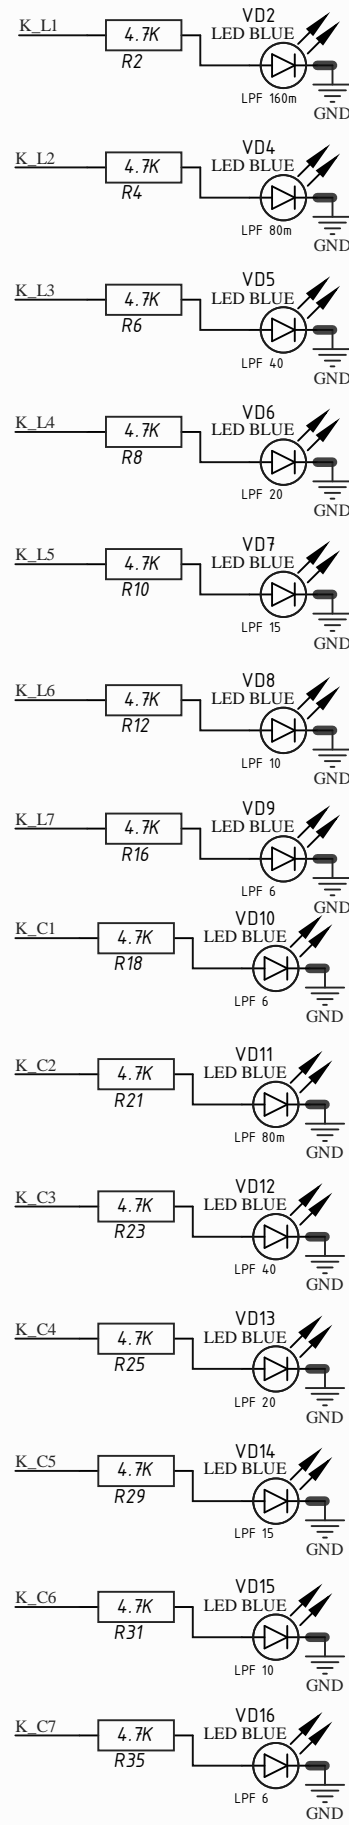 K_L1
4.7K
R2
VD2
LED BLUE
LPF 160m
GND
K_L2
4.7K
R4
VD4
LED BLUE
LPF 80m
GND
K_L3
4.7K
R6
VD5
LED BLUE
LPF 40
GND
K_L4
4.7K
R8
VD6
LED BLUE
LPF 20
GND
K_L5
4.7K
R10
VD7
LED BLUE
LPF 15
GND
K_L6
4.7K
R12
VD8
LED BLUE
LPF 10
GND
K_L7
4.7K
R16
VD9
LED BLUE
LPF 6
GND
K_C1
4.7K
R18
VD10
LED BLUE
LPF 6
GND
K_C2
4.7K
R21
VD11
LED BLUE
LPF 80m
GND
K_C3
4.7K
R23
VD12
LED BLUE
LPF 40
GND
K_C4
4.7K
R25
VD13
LED BLUE
LPF 20
GND
K_C5
4.7K
R29
VD14
LED BLUE
LPF 15
GND
K_C6
4.7K
R31
VD15
LED BLUE
LPF 10
GND
K_C7
4.7K
R35
VD16
LED BLUE
LPF 6
GND